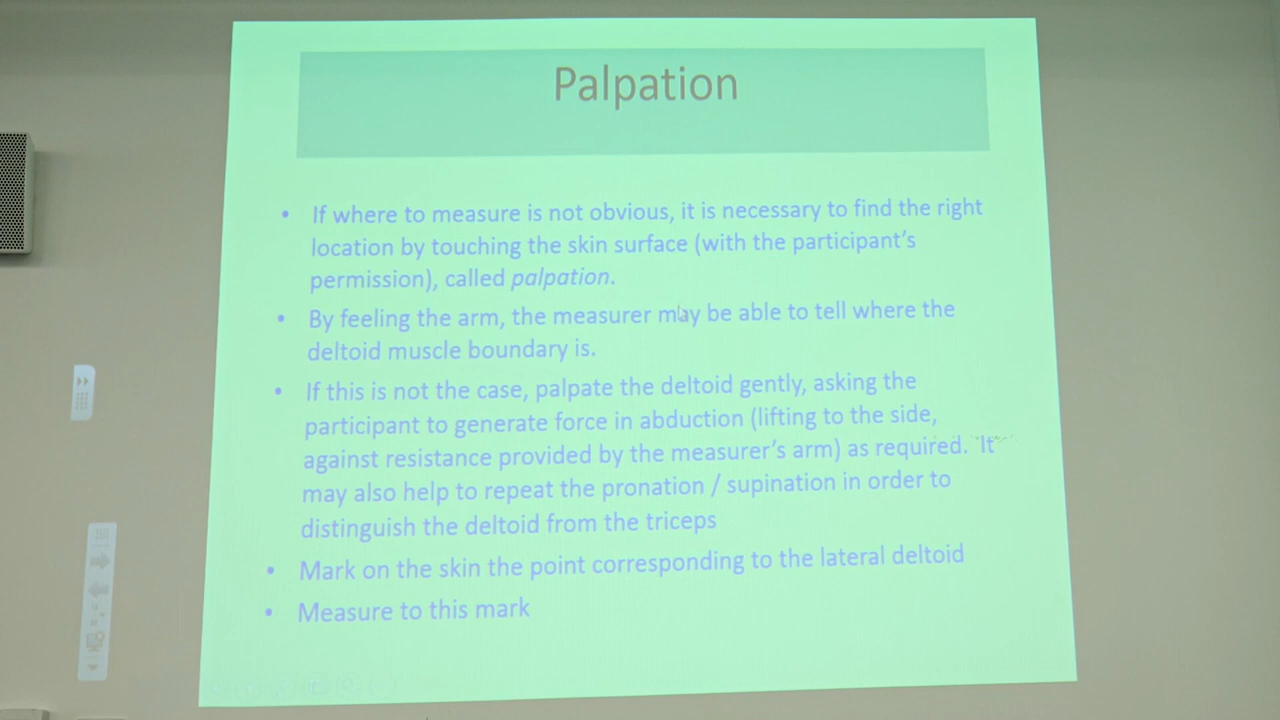 Palpation
• If where to measure is not obvious, it is necessary to find the right
location by touching the skin surface (with the participant's
permission), called palpation.
• By feeling the arm, the measurer may be able to tell where the
deltoid muscle boundary is.
• If this is not the case, palpate the deltoid gently, asking the
participant to generate force in abduction (lifting to the side,
against resistance provided by the measurer's arm) as required. It
may also help to repeat the pronation / supination in order to
distinguish the deltoid from the triceps
• Mark on the skin the point corresponding to the lateral deltoid
• Measure to this mark